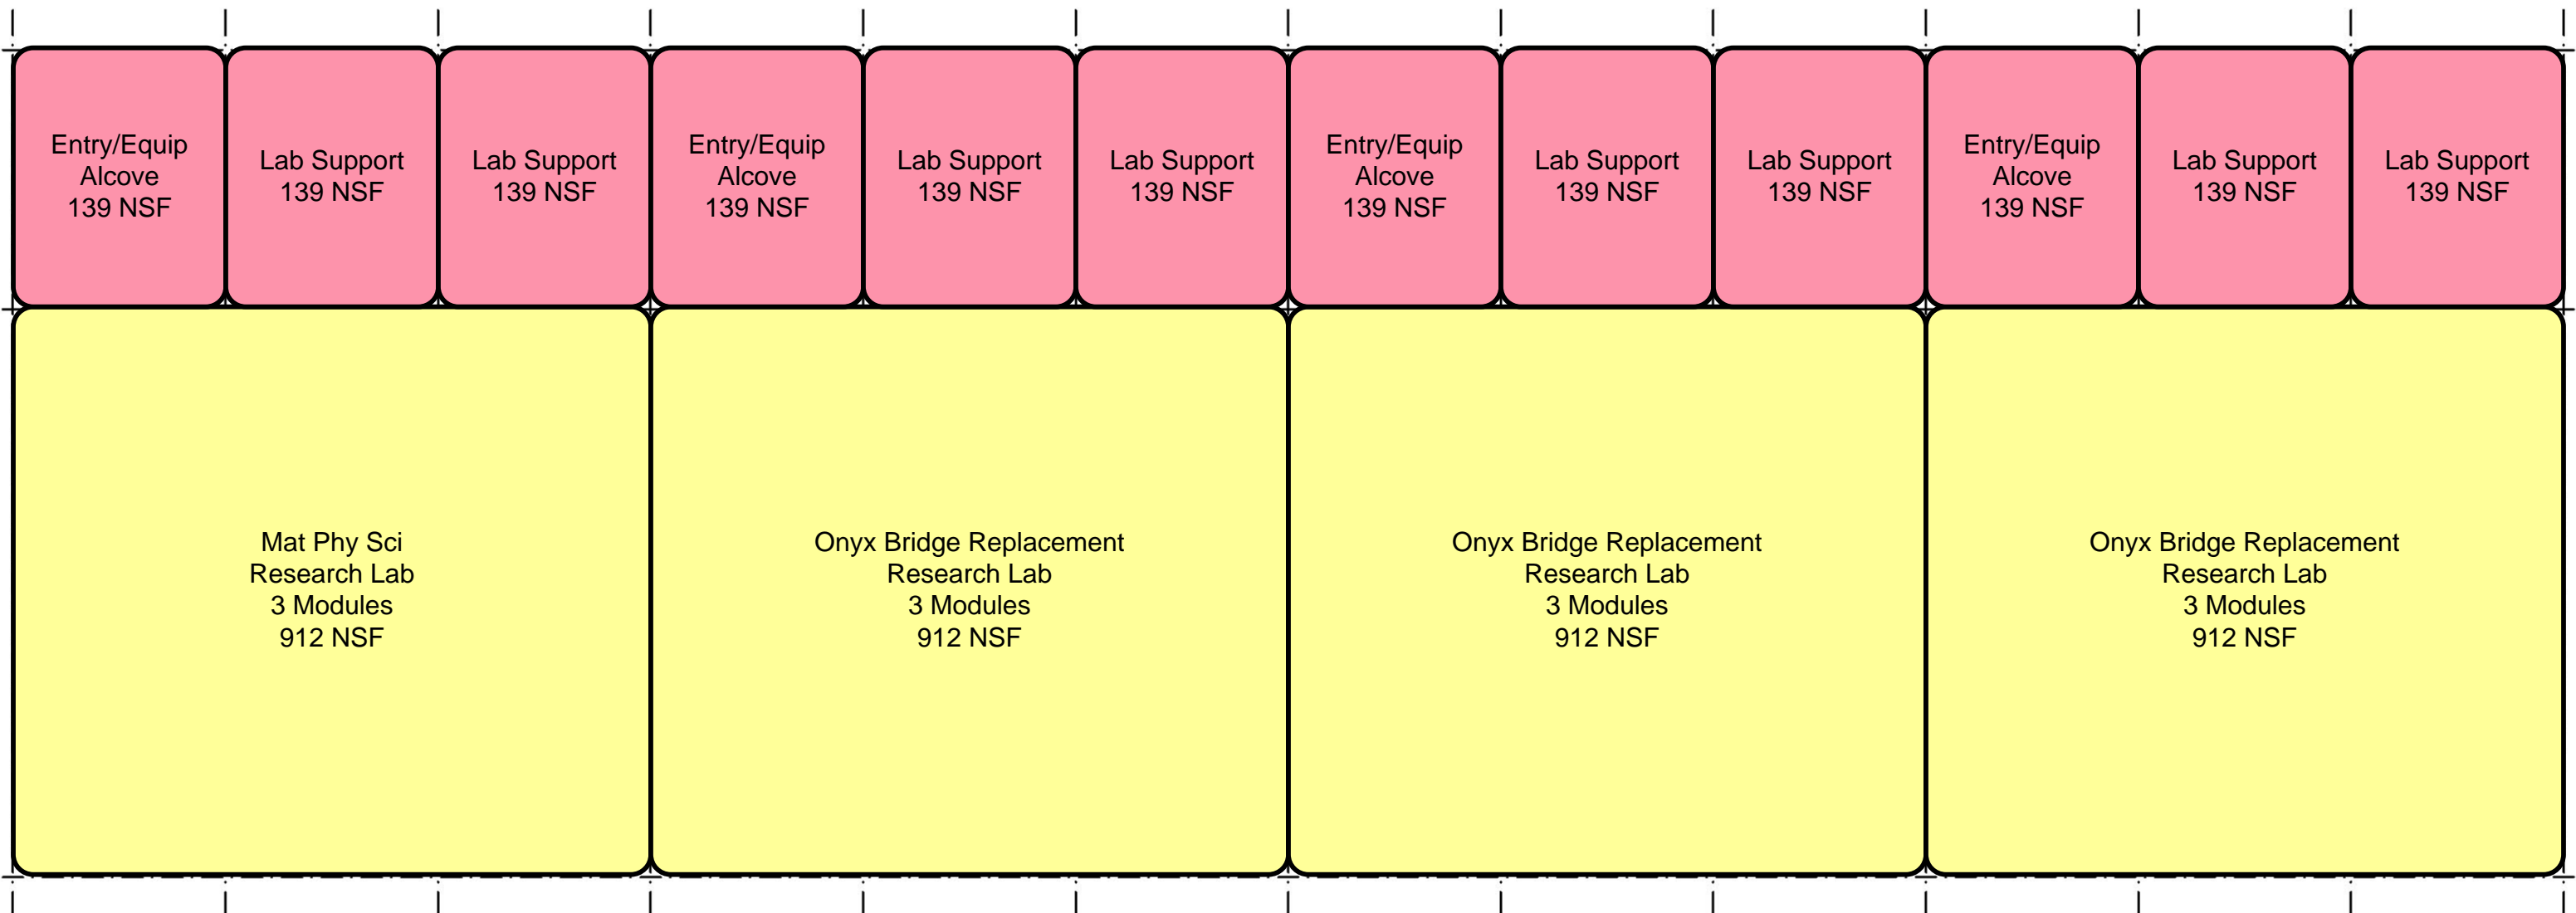 Entry/Equip
Alcove
139 NSF
Lab Support
139 NSF
Lab Support
139 NSF
Entry/Equip
Alcove
139 NSF
Lab Support
139 NSF
Lab Support
139 NSF
Entry/Equip
Alcove
139 NSF
Lab Support
139 NSF
Lab Support
139 NSF
Entry/Equip
Alcove
139 NSF
Lab Support
139 NSF
Lab Support
139 NSF
Mat Phy Sci
Research Lab
3 Modules
912 NSF
Onyx Bridge Replacement
Research Lab
3 Modules
912 NSF
Onyx Bridge Replacement
Research Lab
3 Modules
912 NSF
Onyx Bridge Replacement
Research Lab
3 Modules
912 NSF